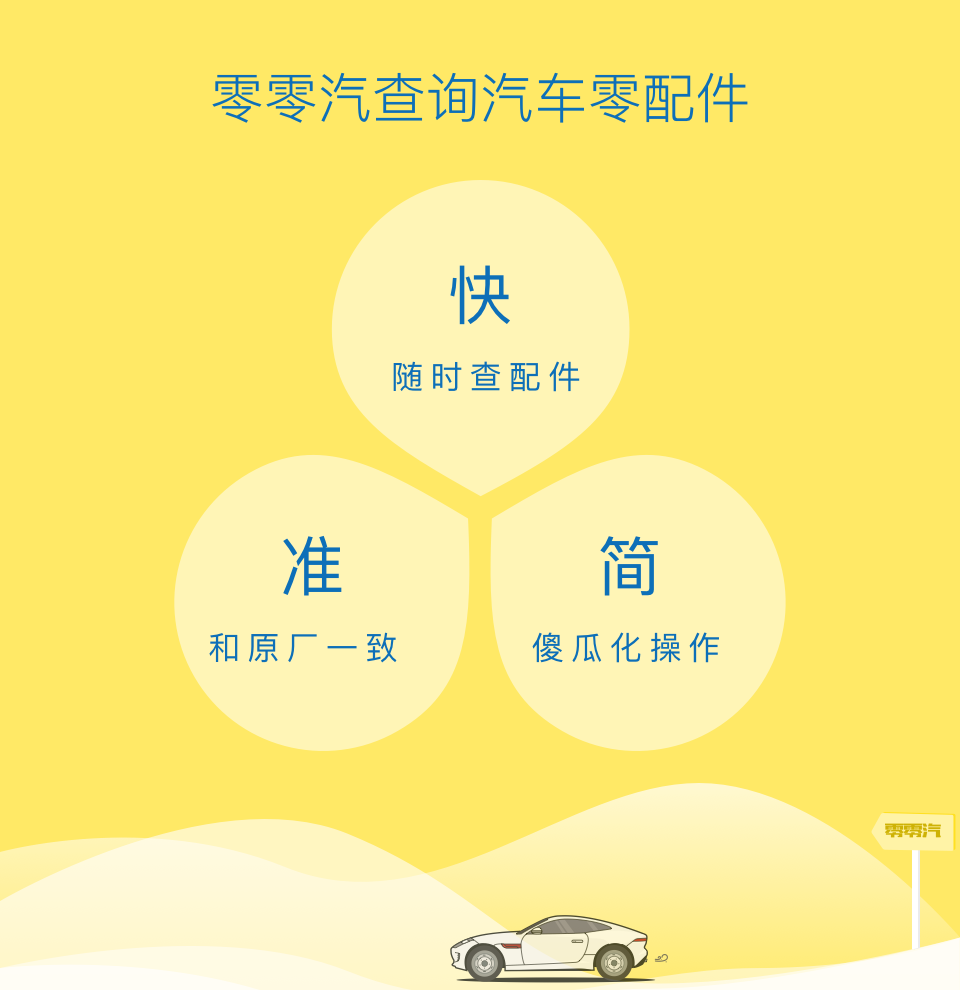 零零汽查询汽车零配件
快
随时查配件
准
和原厂一致
简
傻瓜化操作
零零汽